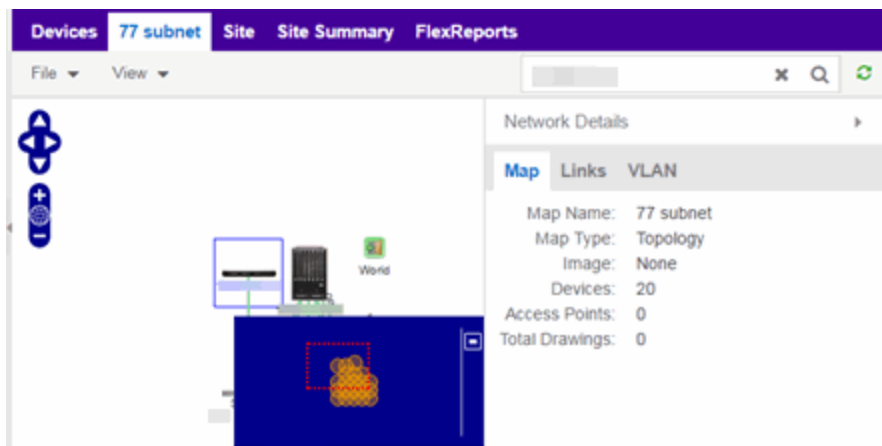 Devices 77 subnet Site Site Summary FlexReports
File View
Network Details
Map Links VLAN
Map Name: 77 subnet
Map Type: Topology
Image: None
Devices: 20
Access Points: 0
Total Drawings: 0
World